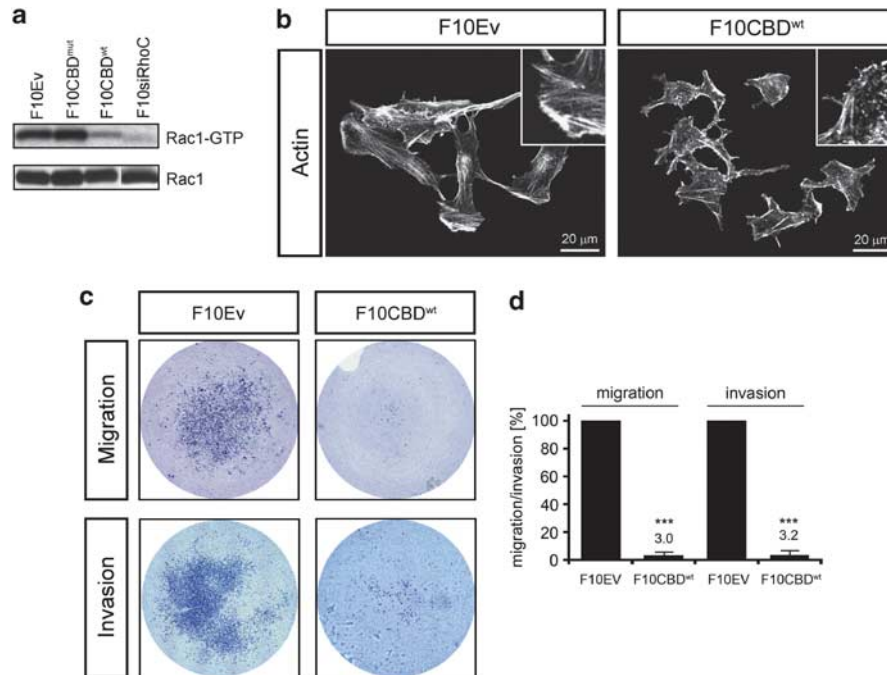 a
F10Ev
F10CBDmut
F10CBDwt
F10siRhoC
Rac1-GTP
Rac1
b
F10Ev
F10CBDwt
Actin
20 μm
20 μm
c
F10Ev
F10CBDwt
Migration
Invasion
d
migration
invasion
migration/invasion [%]
100
80
60
40
20
0
***
3.0
***
3.2
F10EV
F10CBDwt
F10EV
F10CBDwt